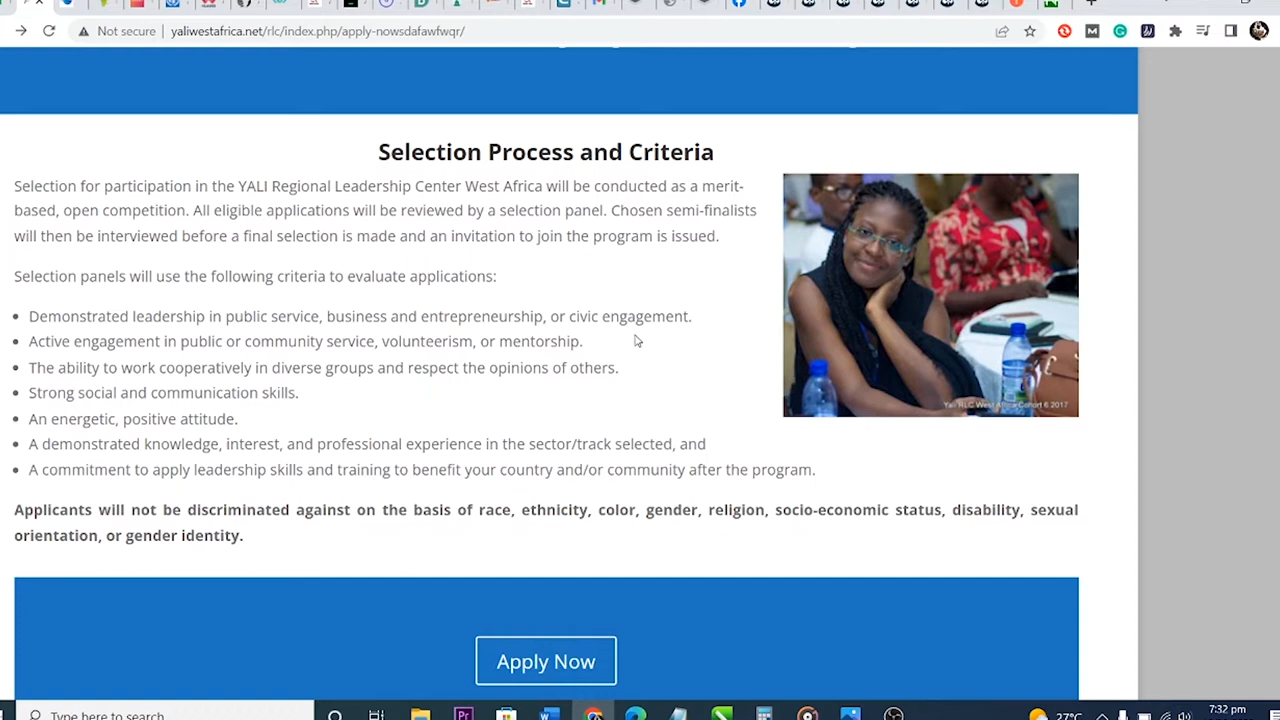 Not secure
yaliwestafrica.net/rlc/index.php/apply-nowsdafawfwqr/
Selection Process and Criteria
Selection for participation in the YALI Regional Leadership Center West Africa will be conducted as a merit-
based, open competition. All eligible applications will be reviewed by a selection panel. Chosen semi-finalists
will then be interviewed before a final selection is made and an invitation to join the program is issued.
Selection panels will use the following criteria to evaluate applications:
• Demonstrated leadership in public service, business and entrepreneurship, or civic engagement.
• Active engagement in public or community service, volunteerism, or mentorship.
• The ability to work cooperatively in diverse groups and respect the opinions of others.
• Strong social and communication skills.
• An energetic, positive attitude.
• A demonstrated knowledge, interest, and professional experience in the sector/track selected, and
• A commitment to apply leadership skills and training to benefit your country and/or community after the program.
Yali RLC West Africa Cohort 6 2017
Applicants will not be discriminated against on the basis of race, ethnicity, color, gender, religion, socio-economic status, disability, sexual
orientation, or gender identity.
Apply Now
Type here to search
27°C
7:32 pm